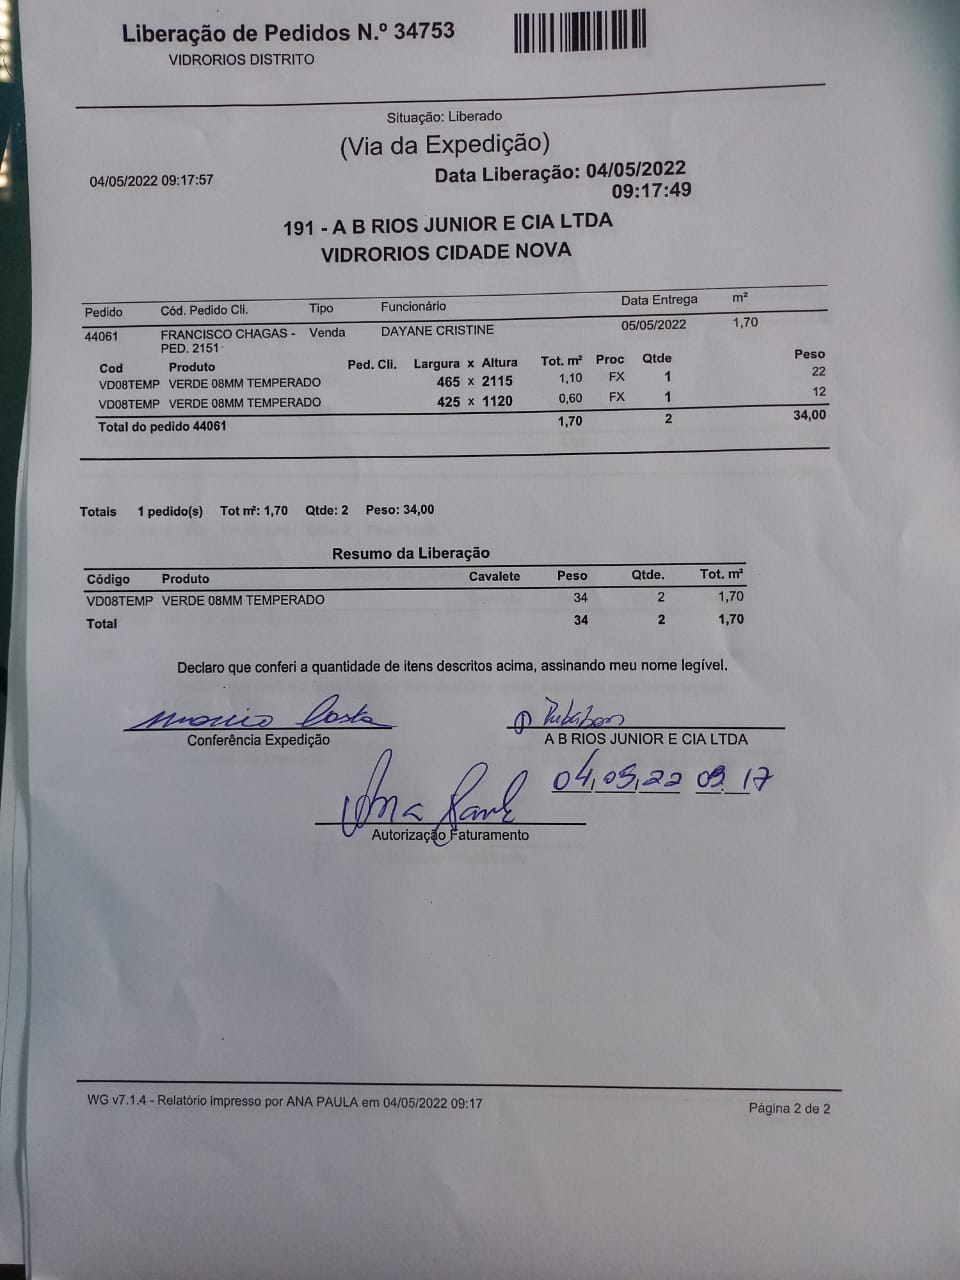 Liberação de Pedidos N.º 34753
VIDRORIOS DISTRITO
Situação: Liberado
(Via da Expedição)
04/05/2022 09:17:57
Data Liberação: 04/05/2022
09:17:49
191 - A B RIOS JUNIOR E CIA LTDA
VIDRORIOS CIDADE NOVA
Pedido Cód. Pedido Cli. Tipo Funcionário Data Entrega m²
44061 FRANCISCO CHAGAS - Venda DAYANE CRISTINE 05/05/2022 1,70
PED. 2151
Cod Produto Ped. Cli. Largura x Altura Tot. m² Proc Qtde Peso
VD08TEMP VERDE 08MM TEMPERADO 465 x 2115 1,10 FX 1 22
VD08TEMP VERDE 08MM TEMPERADO 425 x 1120 0,60 FX 1 12
Total do pedido 44061 1,70 2 34,00
Totais 1 pedido(s) Tot m²: 1,70 Qtde: 2 Peso: 34,00
Resumo da Liberação
Código Produto Cavalete Peso Qtde. Tot. m²
VD08TEMP VERDE 08MM TEMPERADO 34 2 1,70
Total 34 2 1,70
Declaro que conferi a quantidade de itens descritos acima, assinando meu nome legível.
Costa
Conferência Expedição
A B RIOS JUNIOR E CIA LTDA
04,05,22 09 17
Ana Paula
Autorização Faturamento
WG v7.1.4 - Relatório impresso por ANA PAULA em 04/05/2022 09:17
Página 2 de 2